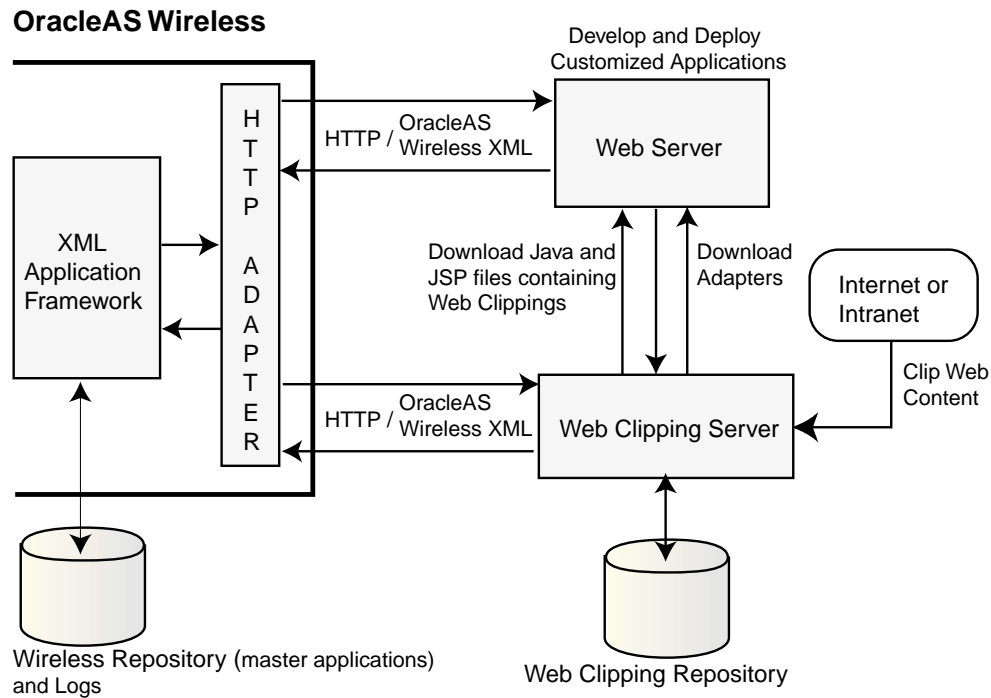 OracleAS Wireless
Develop and Deploy
Customized Applications
HTTP ADAPTER
HTTP / OracleAS
Wireless XML
Web Server
XML
Application
Framework
Download Java and
JSP files containing
Web Clippings
Download
Adapters
Internet or
Intranet
Clip Web
Content
HTTP / OracleAS
Wireless XML
Web Clipping Server
Wireless Repository (master applications)
and Logs
Web Clipping Repository